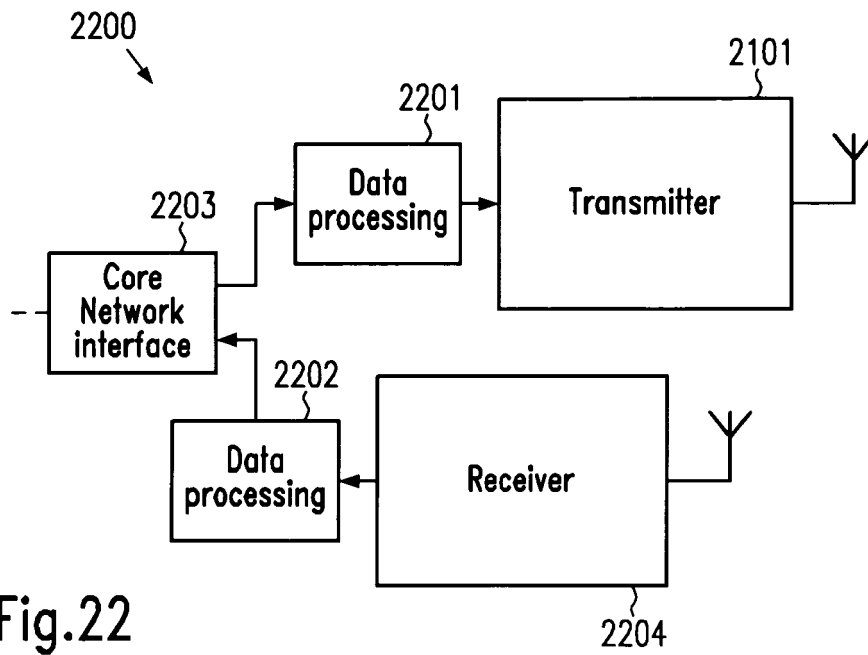 2200
2101
2201
Data
processing
Transmitter
2203
Core
Network
interface
2202
Data
processing
Receiver
2204
Fig.22